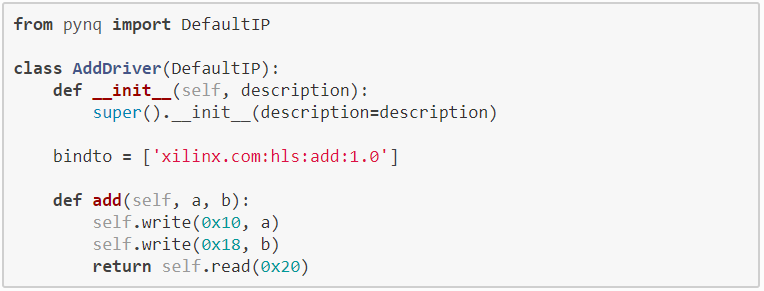 from pynq import DefaultIP

class AddDriver(DefaultIP):
    def __init__(self, description):
        super().__init__(description=description)

    bindto = ['xilinx.com:hls:add:1.0']

    def add(self, a, b):
        self.write(0x10, a)
        self.write(0x18, b)
        return self.read(0x20)